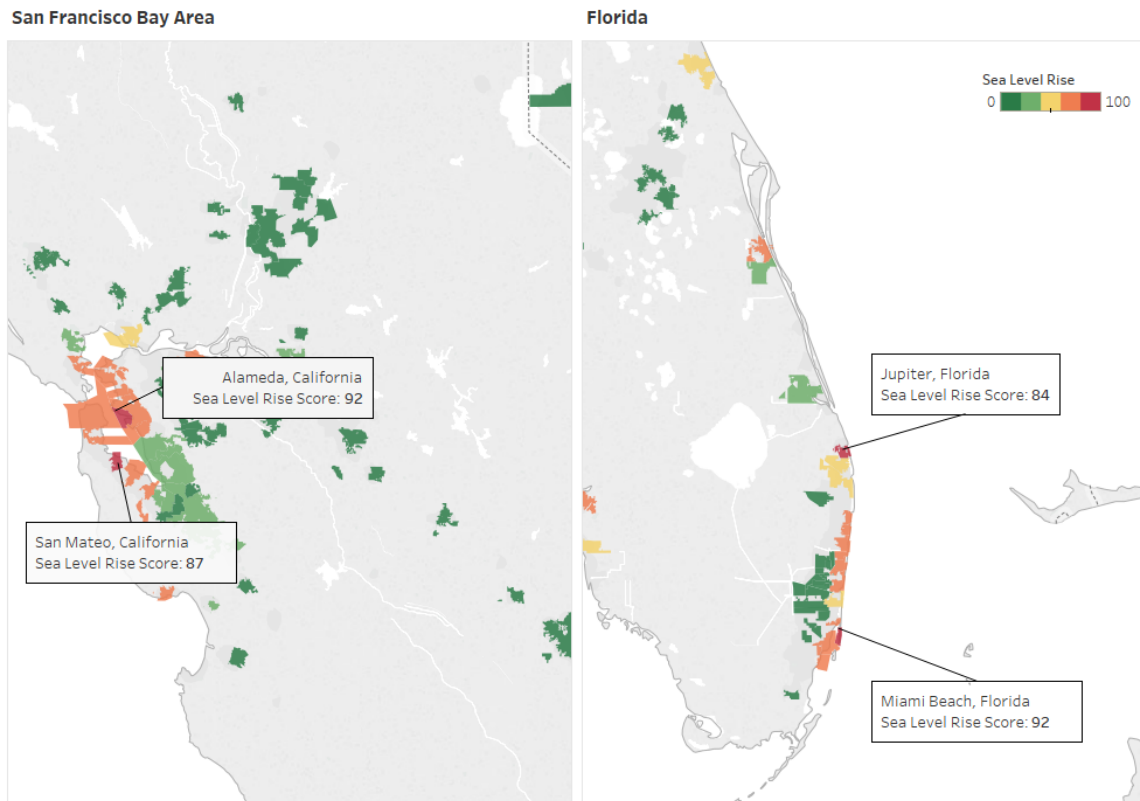 San Francisco Bay Area
Florida
Sea Level Rise
0 100
Alameda, California
Sea Level Rise Score: 92
San Mateo, California
Sea Level Rise Score: 87
Jupiter, Florida
Sea Level Rise Score: 84
Miami Beach, Florida
Sea Level Rise Score: 92